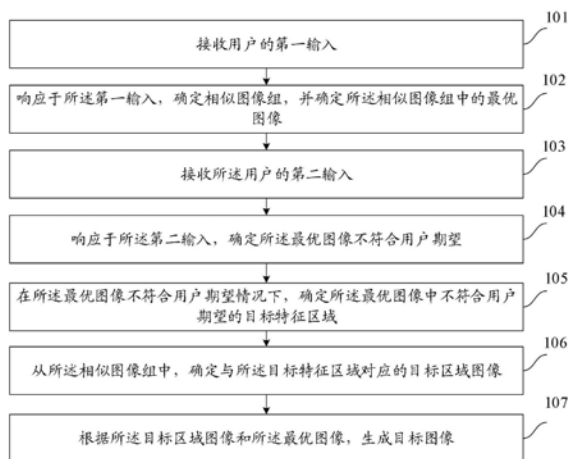 101
接收用户的第一输入
102
响应于所述第一输入，确定相似图像组，并确定所述相似图像组中的最优
图像
103
接收所述用户的第二输入
104
响应于所述第二输入，确定所述最优图像不符合用户期望
105
在所述最优图像不符合用户期望情况下，确定所述最优图像中不符合用户
期望的目标特征区域
106
从所述相似图像组中，确定与所述目标特征区域对应的目标区域图像
107
根据所述目标区域图像和所述最优图像，生成目标图像